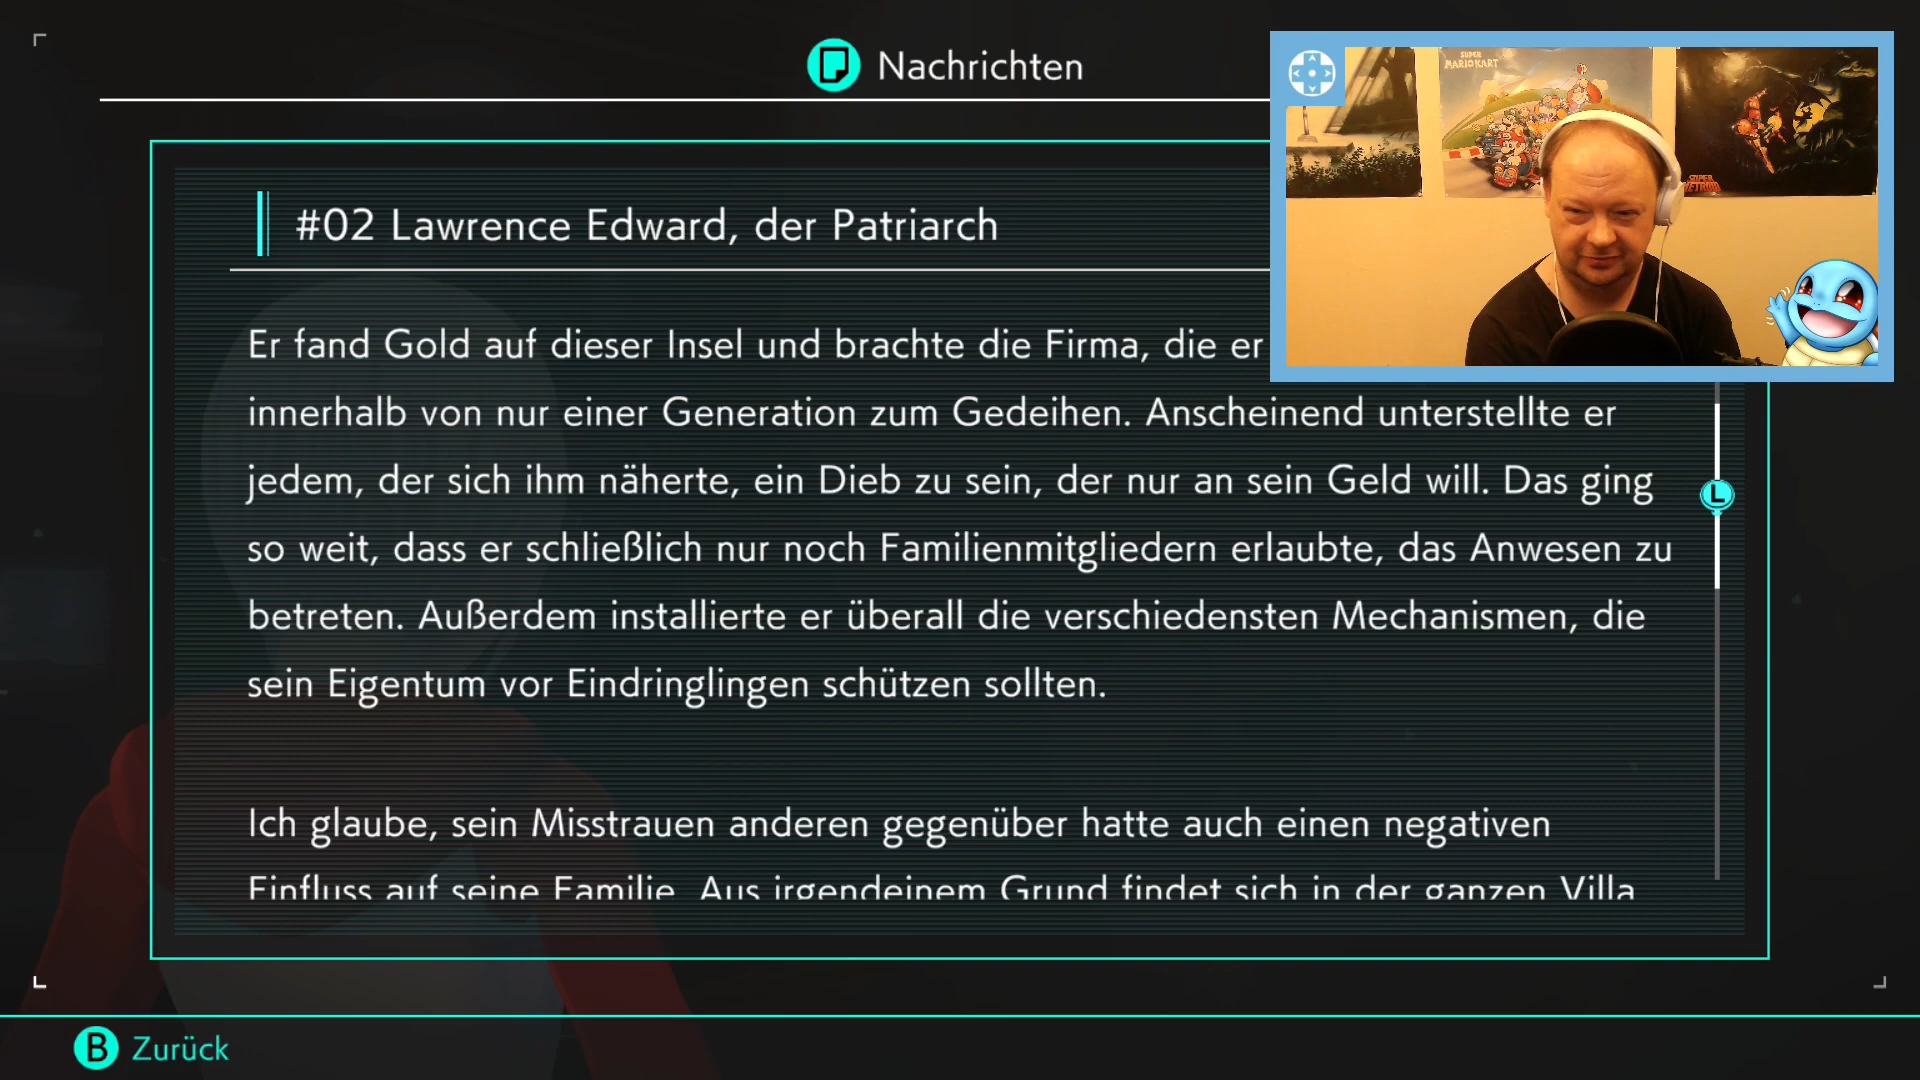 Nachrichten
SUPER
MARIO KART
#02 Lawrence Edward, der Patriarch
SUPER
METROID
Er fand Gold auf dieser Insel und brachte die Firma, die er
innerhalb von nur einer Generation zum Gedeihen. Anscheinend unterstellte er
jedem, der sich ihm näherte, ein Dieb zu sein, der nur an sein Geld will. Das ging
L
so weit, dass er schließlich nur noch Familienmitgliedern erlaubte, das Anwesen zu
betreten. Außerdem installierte er überall die verschiedensten Mechanismen, die
sein Eigentum vor Eindringlingen schützen sollten.
Ich glaube, sein Misstrauen anderen gegenüber hatte auch einen negativen
Einfluss auf seine Familie. Aus irgendeinem Grund findet sich in der ganzen Villa
B Zurück